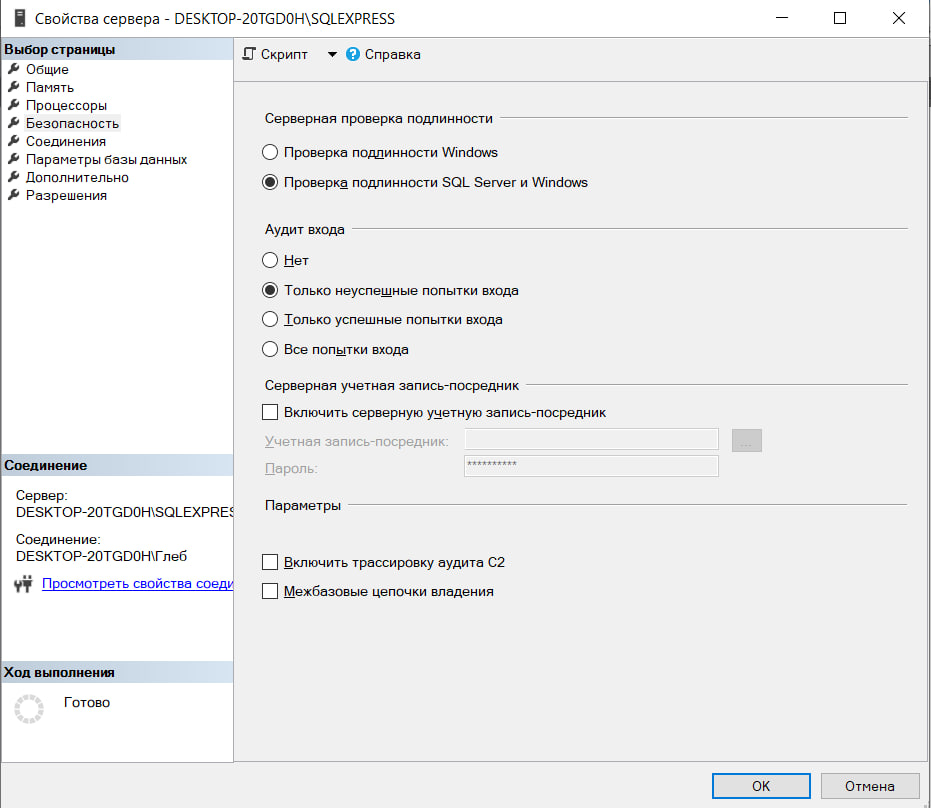 Свойства сервера - DESKTOP-20TGD0H\SQLEXPRESS
Выбор страницы
Общие
Память
Процессоры
Безопасность
Соединения
Параметры базы данных
Дополнительно
Разрешения
Соединение
Сервер:
DESKTOP-20TGD0H\SQLEXPRES
Соединение:
DESKTOP-20TGD0H\Глеб
Просмотреть свойства соеди
Ход выполнения
Готово
Скрипт
Справка
Серверная проверка подлинности
Проверка подлинности Windows
Проверка подлинности SQL Server и Windows
Аудит входа
Нет
Только неуспешные попытки входа
Только успешные попытки входа
Все попытки входа
Серверная учетная запись-посредник
Включить серверную учетную запись-посредник
Учетная запись-посредник:
...
Пароль:
**********
Параметры
Включить трассировку аудита C2
Межбазовые цепочки владения
OK
Отмена